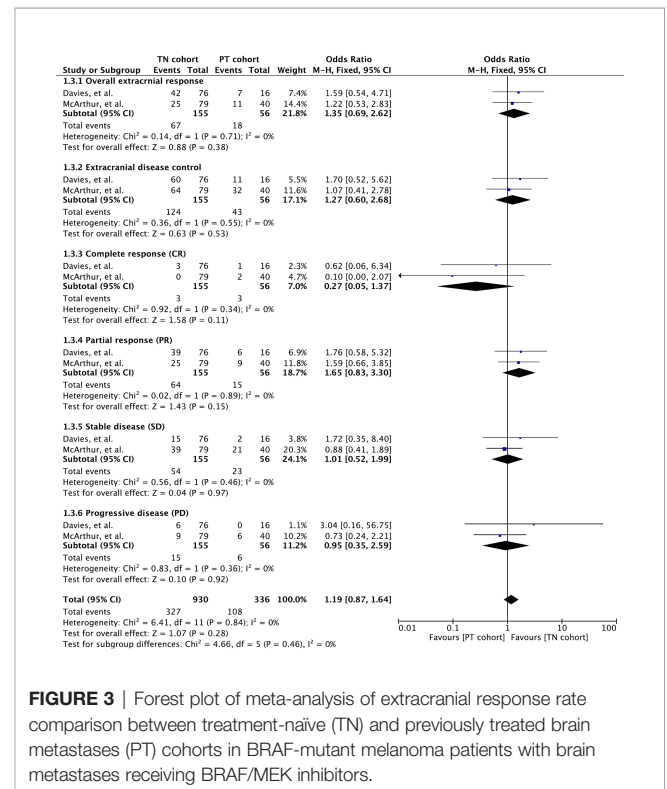 TN cohort PT cohort Odds Ratio Odds Ratio
Study or Subgroup Events Total Events Total Weight M-H, Fixed, 95% CI M-H, Fixed, 95% CI
1.3.1 Overall extracrnial response
Davies, et al. 42 76 7 16 7.4% 1.59 [0.54, 4.71]
McArthur, et al. 25 79 11 40 14.4% 1.22 [0.53, 2.83]
Subtotal (95% CI) 155 56 21.8% 1.35 [0.69, 2.62]
Total events 67 18
Heterogeneity: Chi² = 0.14, df = 1 (P = 0.71); I² = 0%
Test for overall effect: Z = 0.88 (P = 0.38)
1.3.2 Extracranial disease control
Davies, et al. 60 76 11 16 5.5% 1.70 [0.52, 5.62]
McArthur, et al. 64 79 32 40 11.6% 1.07 [0.41, 2.78]
Subtotal (95% CI) 155 56 17.1% 1.27 [0.60, 2.68]
Total events 124 43
Heterogeneity: Chi² = 0.36, df = 1 (P = 0.55); I² = 0%
Test for overall effect: Z = 0.63 (P = 0.53)
1.3.3 Complete response (CR)
Davies, et al. 3 76 1 16 2.3% 0.62 [0.06, 6.34]
McArthur, et al. 0 79 2 40 4.7% 0.10 [0.00, 2.07]
Subtotal (95% CI) 155 56 7.0% 0.27 [0.05, 1.37]
Total events 3 3
Heterogeneity: Chi² = 0.92, df = 1 (P = 0.34); I² = 0%
Test for overall effect: Z = 1.58 (P = 0.11)
1.3.4 Partial response (PR)
Davies, et al. 39 76 6 16 6.9% 1.76 [0.58, 5.32]
McArthur, et al. 25 79 9 40 11.8% 1.59 [0.66, 3.85]
Subtotal (95% CI) 155 56 18.7% 1.65 [0.83, 3.30]
Total events 64 15
Heterogeneity: Chi² = 0.02, df = 1 (P = 0.89); I² = 0%
Test for overall effect: Z = 1.43 (P = 0.15)
1.3.5 Stable disease (SD)
Davies, et al. 15 76 2 16 3.8% 1.72 [0.35, 8.40]
McArthur, et al. 39 79 21 40 20.3% 0.88 [0.41, 1.89]
Subtotal (95% CI) 155 56 24.1% 1.01 [0.52, 1.99]
Total events 54 23
Heterogeneity: Chi² = 0.56, df = 1 (P = 0.46); I² = 0%
Test for overall effect: Z = 0.04 (P = 0.97)
1.3.6 Progressive disease (PD)
Davies, et al. 6 76 0 16 1.1% 3.04 [0.16, 56.75]
McArthur, et al. 9 79 6 40 10.2% 0.73 [0.24, 2.21]
Subtotal (95% CI) 155 56 11.2% 0.95 [0.35, 2.59]
Total events 15 6
Heterogeneity: Chi² = 0.83, df = 1 (P = 0.36); I² = 0%
Test for overall effect: Z = 0.10 (P = 0.92)
Total (95% CI) 930 336 100.0% 1.19 [0.87, 1.64]
Total events 327 108
Heterogeneity: Chi² = 6.41, df = 11 (P = 0.84); I² = 0%
Test for overall effect: Z = 1.07 (P = 0.28)
Test for subgroup differences: Chi² = 4.66, df = 5 (P = 0.46), I² = 0%
0.01 0.1 1 10 100
Favours [PT cohort] Favours [TN cohort]
FIGURE 3 | Forest plot of meta-analysis of extracranial response rate
comparison between treatment-naïve (TN) and previously treated brain
metastases (PT) cohorts in BRAF-mutant melanoma patients with brain
metastases receiving BRAF/MEK inhibitors.